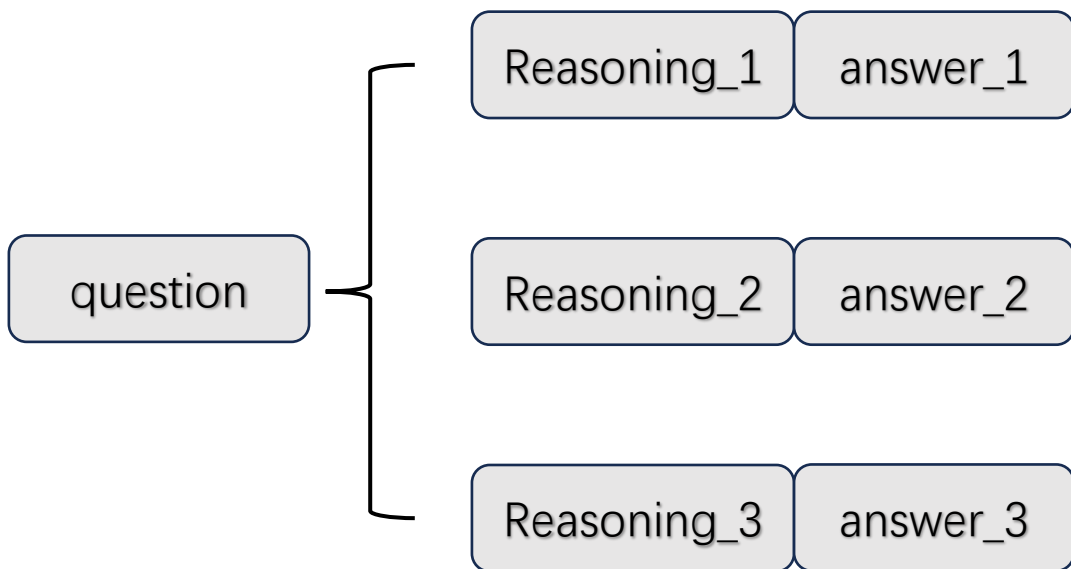 Reasoning_1 answer_1
question
Reasoning_2 answer_2
Reasoning_3 answer_3